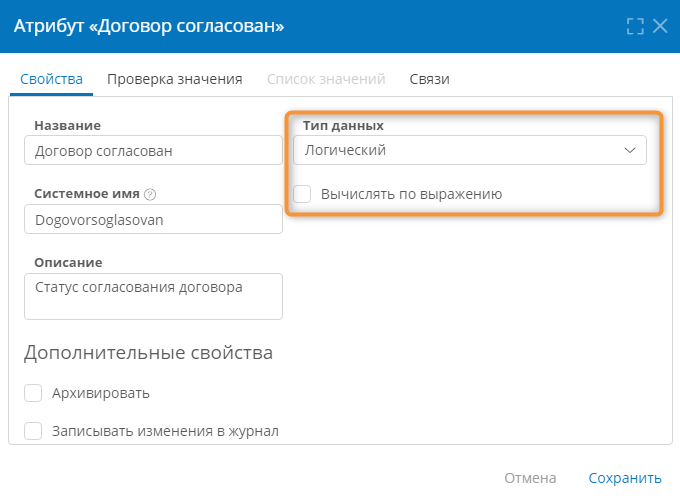 Атрибут «Договор согласован»
Свойства Проверка значения Список значений Связи
Название
Договор согласован
Тип данных
Логический
Вычислять по выражению
Системное имя ?
Dogovorsoglasovan
Описание
Статус согласования договора
Дополнительные свойства
Архивировать
Записывать изменения в журнал
Отмена Сохранить